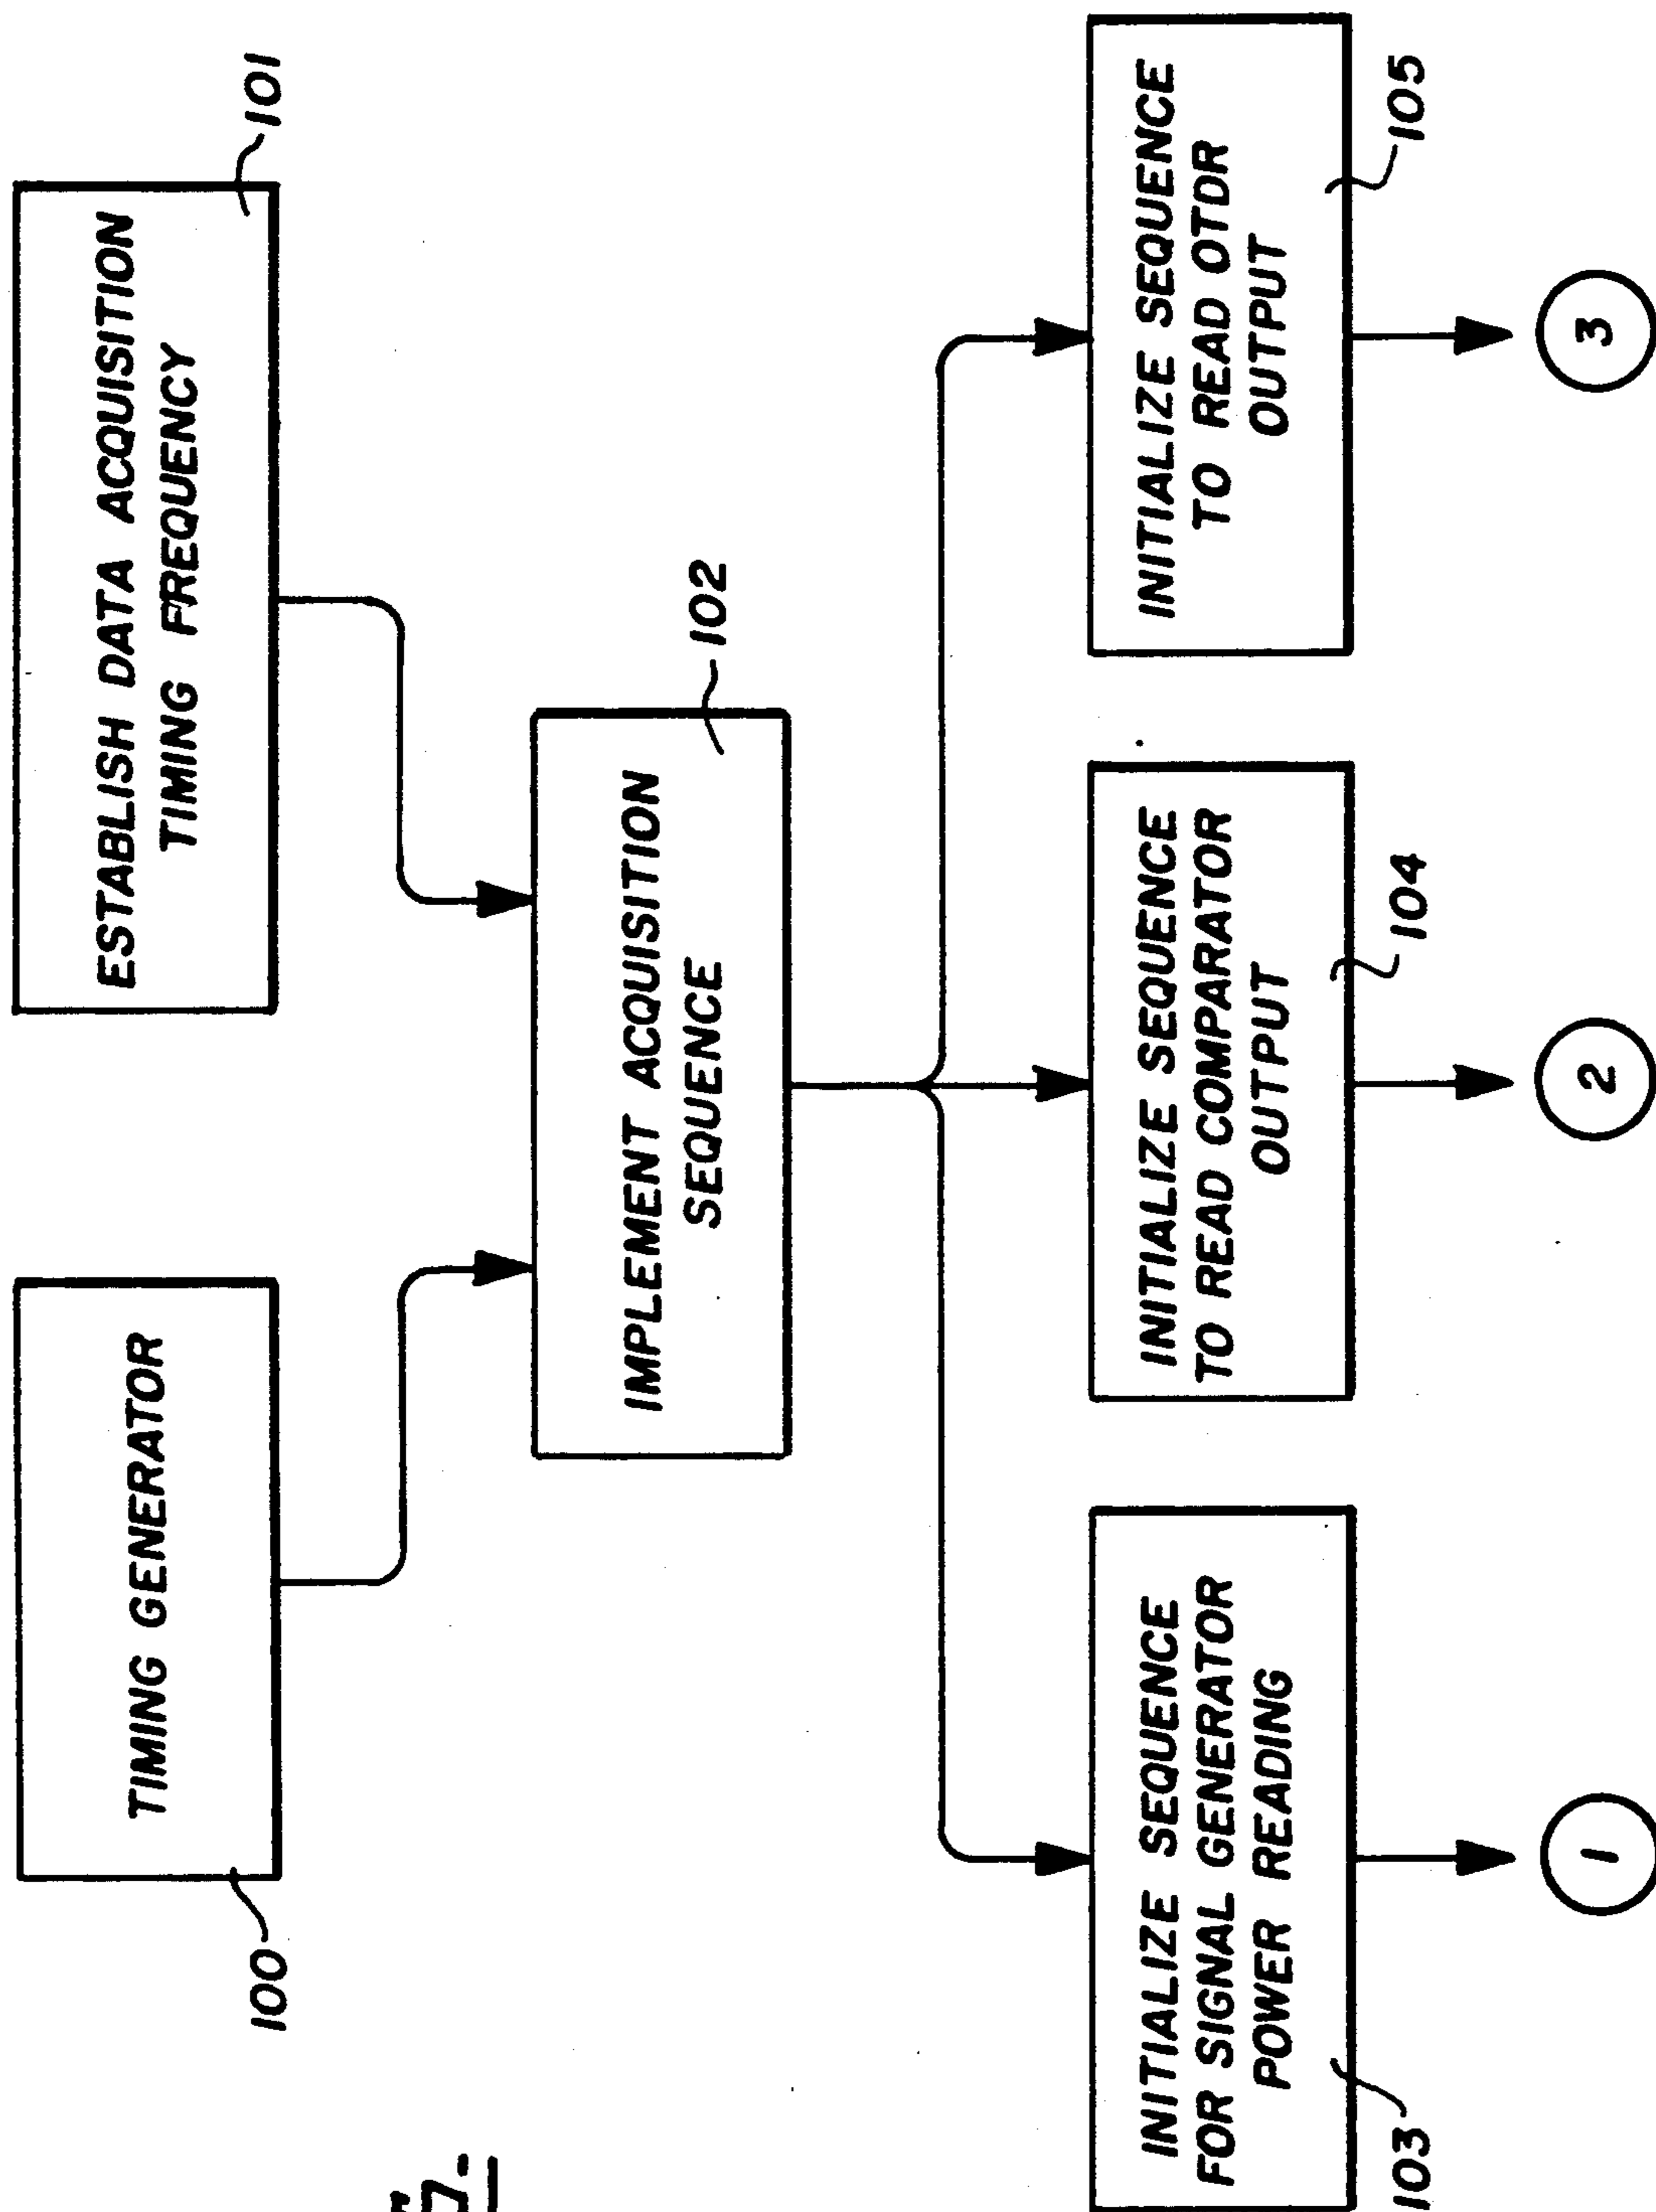 TIMING GENERATOR
100
ESTABLISH DATA ACQUISITION
TIMING FREQUENCY
101
IMPLEMENT ACQUISITION
SEQUENCE
102
INITIALIZE SEQUENCE
FOR SIGNAL GENERATOR
POWER READING
103
INITIALIZE SEQUENCE
TO READ COMPARATOR
OUTPUT
104
INITIALIZE SEQUENCE
TO READ OTDR
OUTPUT
105
1
2
3